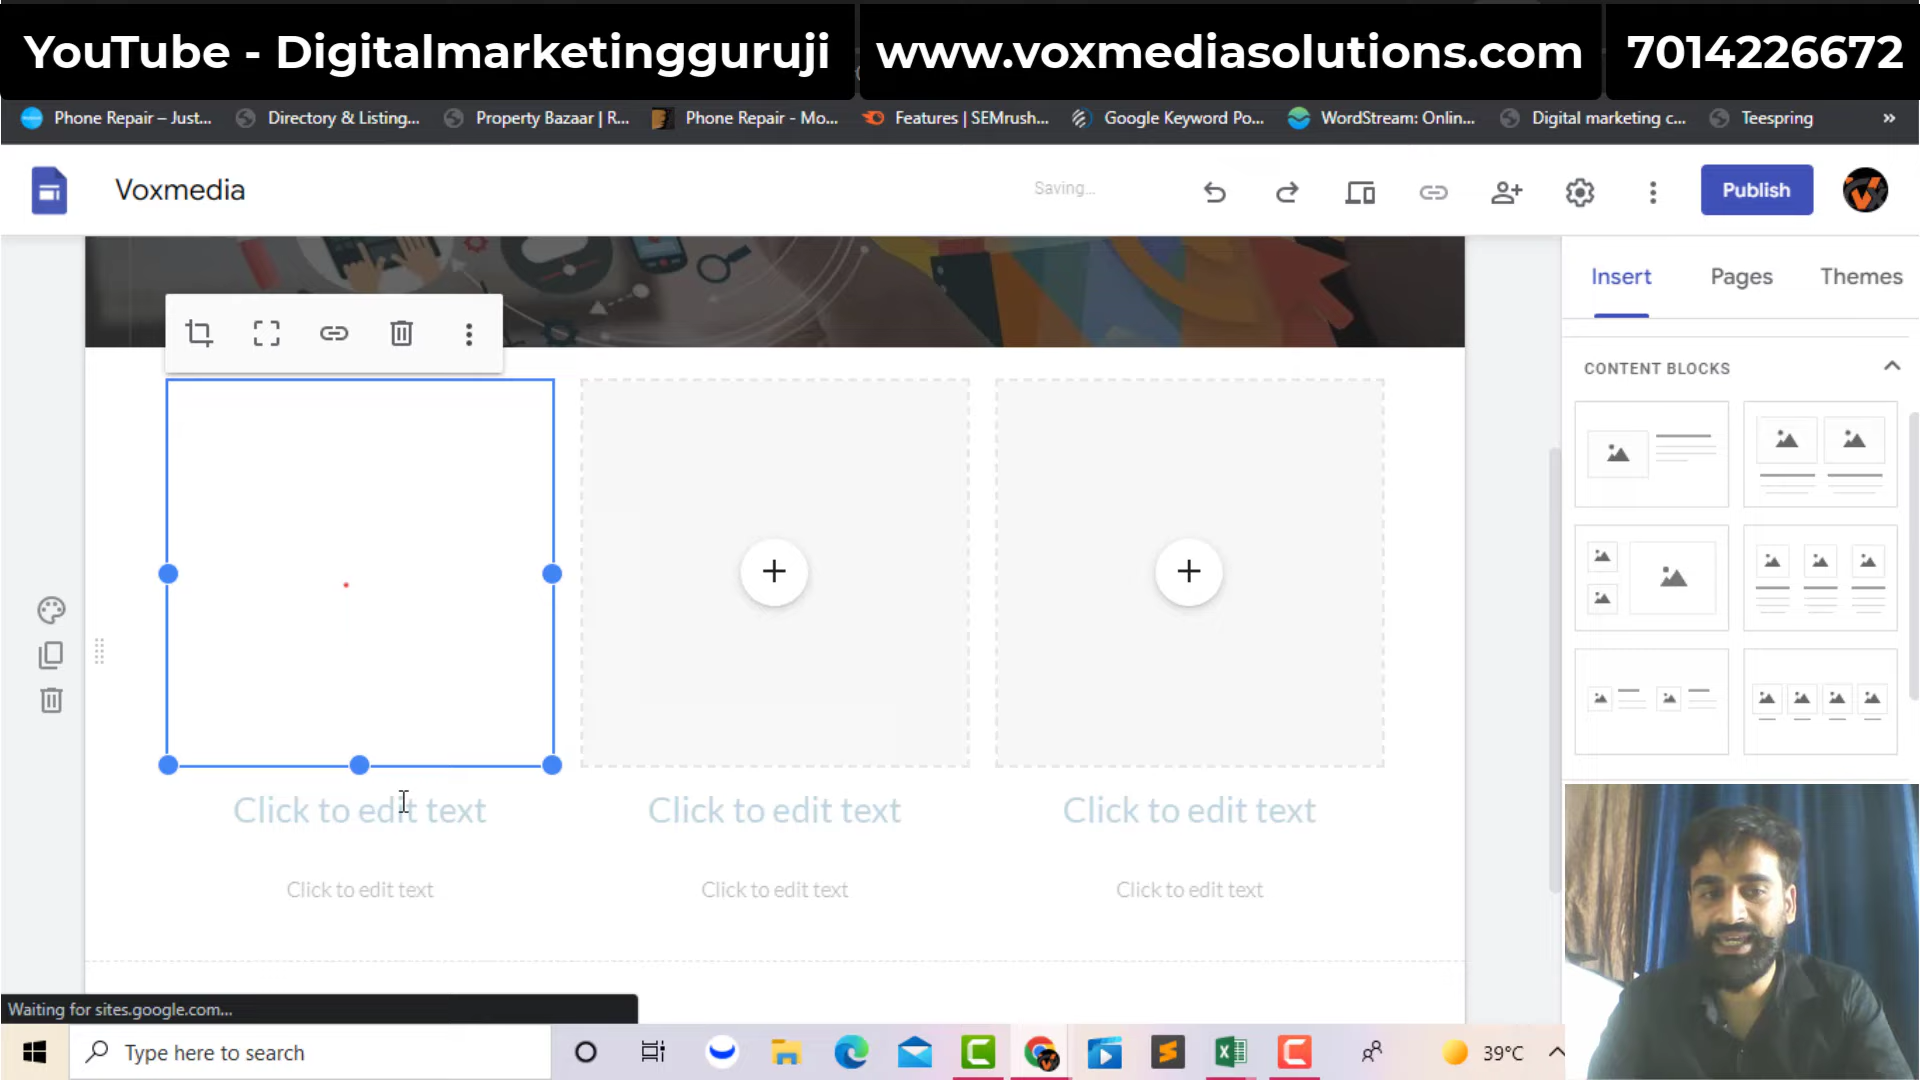 YouTube - Digitalmarketingguruji
www.voxmediasolutions.com
7014226672
Phone Repair – Just...
Directory & Listing...
Property Bazaar | R...
Phone Repair - Mo...
Features | SEMrush...
Google Keyword Po...
WordStream: Onlin...
Digital marketing c...
Teespring
»
Voxmedia
Saving...
Publish
Insert
Pages
Themes
CONTENT BLOCKS
Click to edit text
Click to edit text
Click to edit text
Click to edit text
Click to edit text
Click to edit text
Waiting for sites.google.com...
Type here to search
39°C